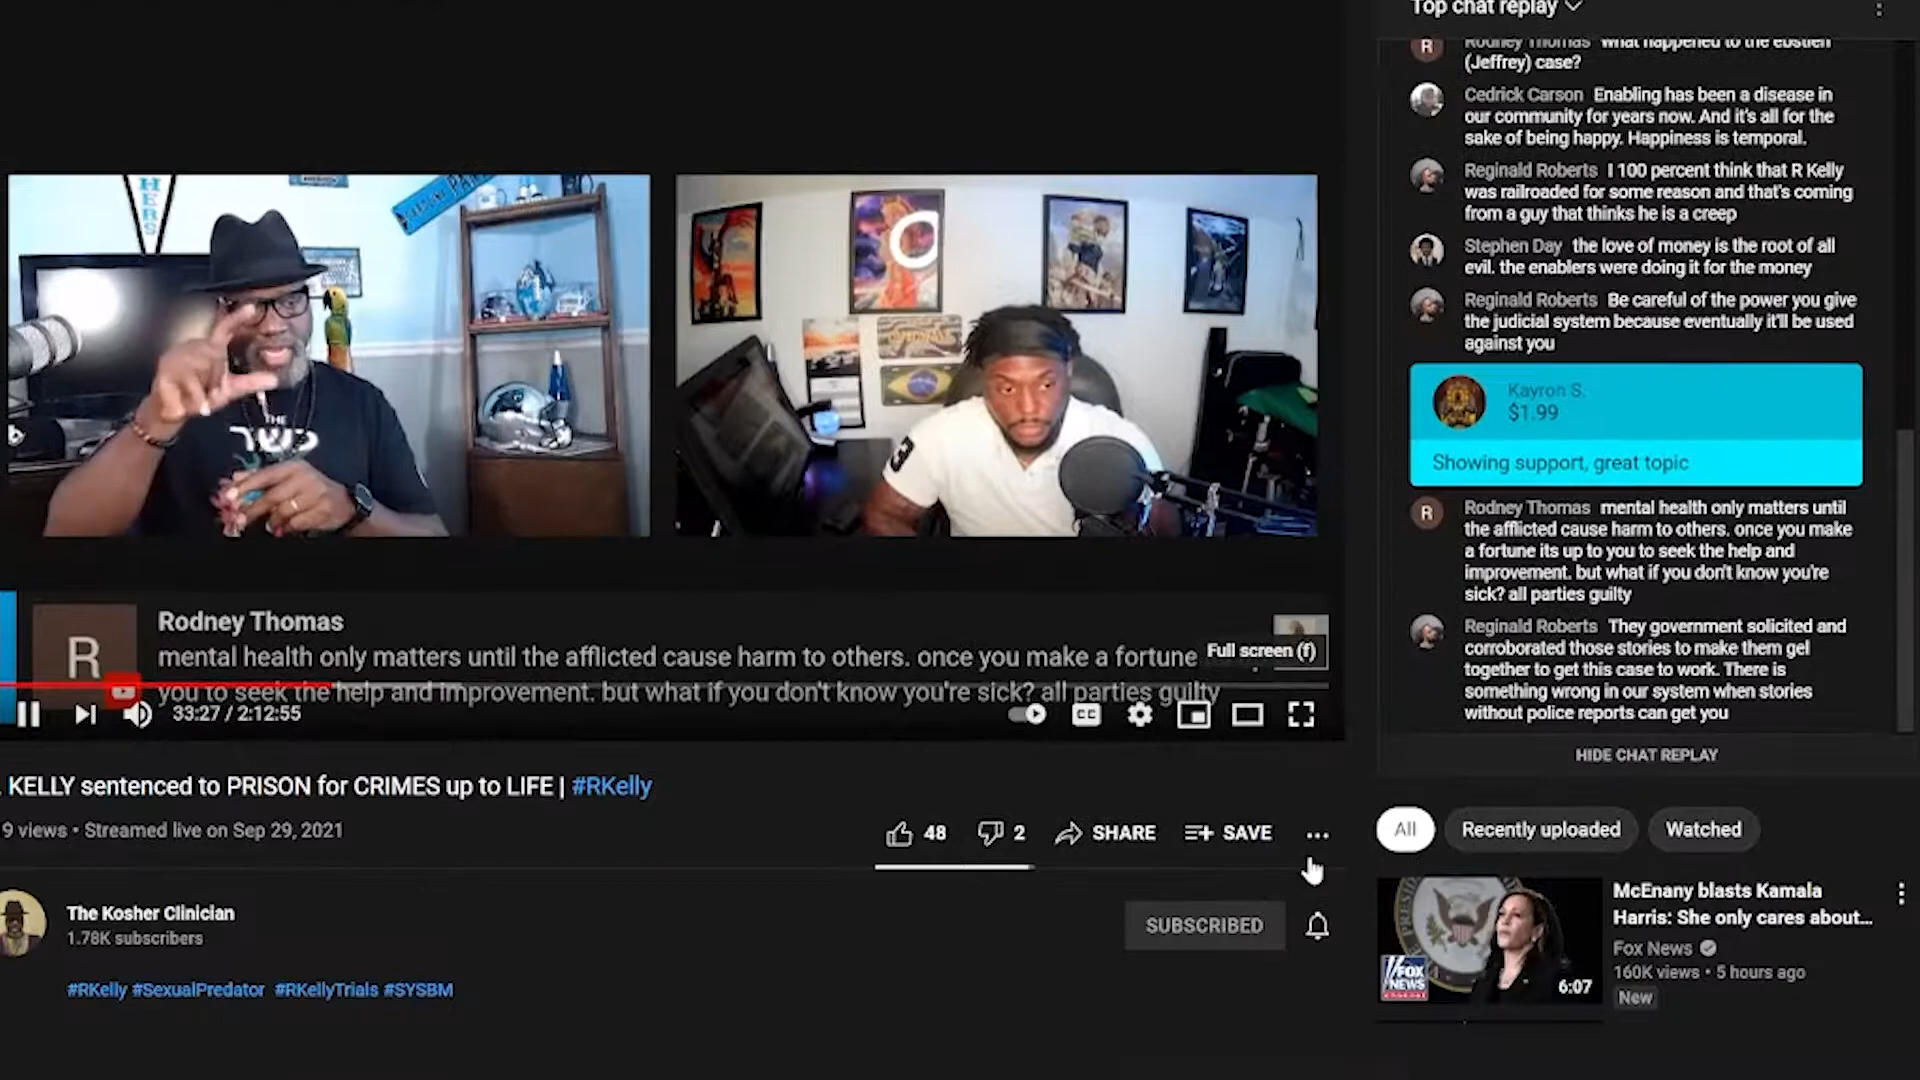 Top chat replay
Rodney Thomas what happened to the ebstien
(Jeffrey) case?
Cedrick Carson Enabling has been a disease in
our community for years now. And it's all for the
sake of being happy. Happiness is temporal.
Reginald Roberts I 100 percent think that R Kelly
was railroaded for some reason and that's coming
from a guy that thinks he is a creep
Stephen Day the love of money is the root of all
evil. the enablers were doing it for the money
Reginald Roberts Be careful of the power you give
the judicial system because eventually it'll be used
against you
Kayron S.
$1.99
Showing support, great topic
R
Rodney Thomas mental health only matters until
the afflicted cause harm to others. once you make
a fortune its up to you to seek the help and
improvement. but what if you don't know you're
sick? all parties guilty
Reginald Roberts They government solicited and
corroborated those stories to make them gel
together to get this case to work. There is
something wrong in our system when stories
without police reports can get you
HIDE CHAT REPLAY
HERS
THE
כשר
3
R
Rodney Thomas
mental health only matters until the afflicted cause harm to others. once you make a fortune
you to seek the help and improvement. but what if you don't know you're sick? all parties guilty
Full screen (f)
33:27 / 2:12:55
CC
KELLY sentenced to PRISON for CRIMES up to LIFE | #RKelly
9 views • Streamed live on Sep 29, 2021
48
2
SHARE
SAVE
The Kosher Clinician
1.78K subscribers
SUBSCRIBED
#RKelly #SexualPredator #RKellyTrials #SYSBM
All
Recently uploaded
Watched
FOX
NEWS
6:07
McEnany blasts Kamala
Harris: She only cares about...
Fox News
160K views • 5 hours ago
New